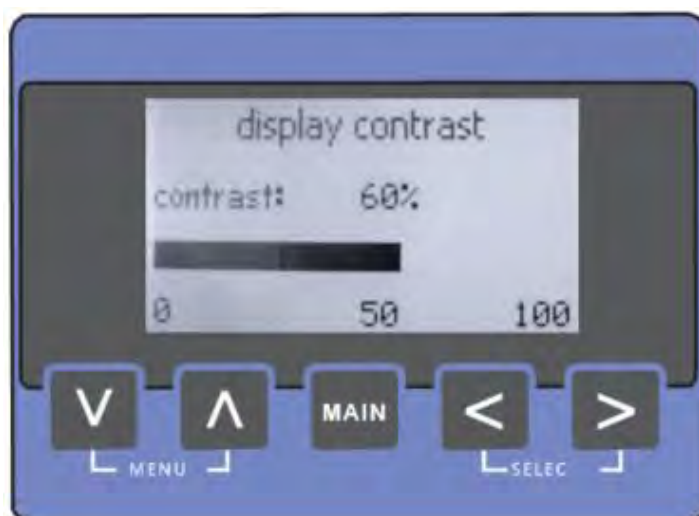 display contrast
contrast: 60%
0 50 100
V Λ MAIN < >
MENU SELEC